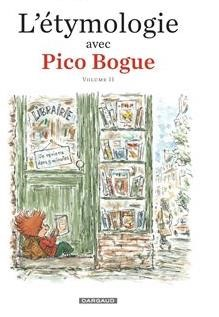 L'étymologie
avec
Pico Bogue
VOLUME II
LIBRAIRIE
Je reviens
dans 5 minutes
DARGAUD